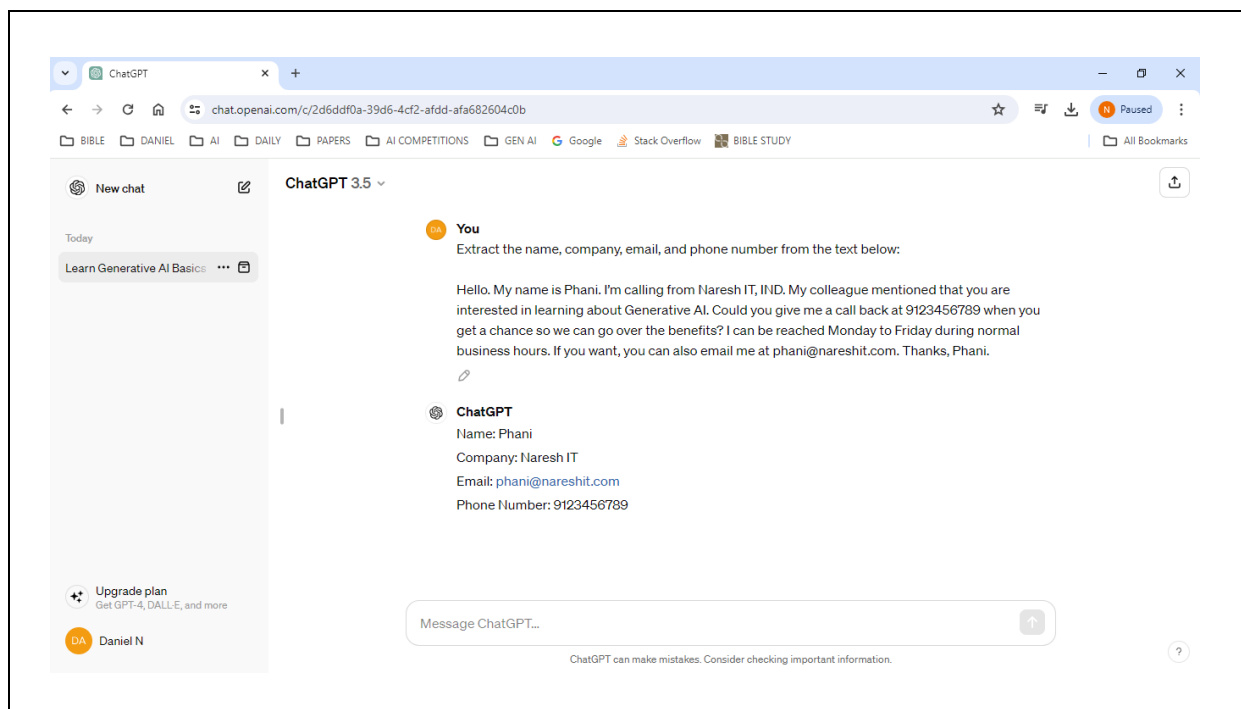 ChatGPT
chat.openai.com/c/2d6ddf0a-39d6-4cf2-afdd-afa682604c0b
N Paused
BIBLE DANIEL AI DAILY PAPERS AI COMPETITIONS GEN AI Google Stack Overflow BIBLE STUDY All Bookmarks
New chat
ChatGPT 3.5
Today
Learn Generative AI Basics
DA You
Extract the name, company, email, and phone number from the text below:
Hello. My name is Phani. I'm calling from Naresh IT, IND. My colleague mentioned that you are
interested in learning about Generative AI. Could you give me a call back at 9123456789 when you
get a chance so we can go over the benefits? I can be reached Monday to Friday during normal
business hours. If you want, you can also email me at phani@nareshit.com. Thanks, Phani.
ChatGPT
Name: Phani
Company: Naresh IT
Email: phani@nareshit.com
Phone Number: 9123456789
Upgrade plan
Get GPT-4, DALL·E, and more
DA Daniel N
Message ChatGPT...
ChatGPT can make mistakes. Consider checking important information.
?